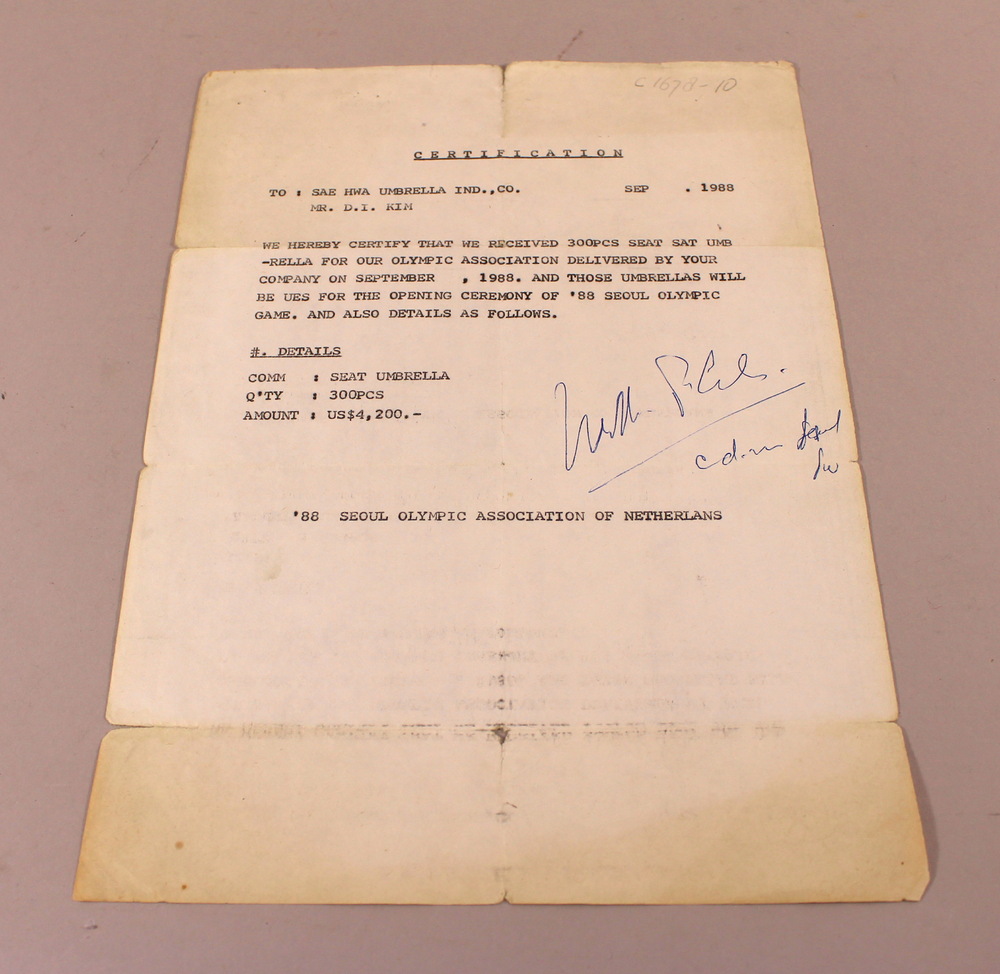 C1678-10
CERTIFICATION
TO : SAE HWA UMBRELLA IND.,CO. SEP . 1988
MR. D.I. KIM
WE HEREBY CERTIFY THAT WE RECEIVED 300PCS SEAT SAT UMB
-RELLA FOR OUR OLYMPIC ASSOCIATION DELIVERED BY YOUR
COMPANY ON SEPTEMBER , 1988. AND THOSE UMBRELLAS WILL
BE UES FOR THE OPENING CEREMONY OF '88 SEOUL OLYMPIC
GAME. AND ALSO DETAILS AS FOLLOWS.
#. DETAILS
COMM : SEAT UMBRELLA
Q'TY : 300PCS
AMOUNT : US$4,200.-
'88 SEOUL OLYMPIC ASSOCIATION OF NETHERLANS